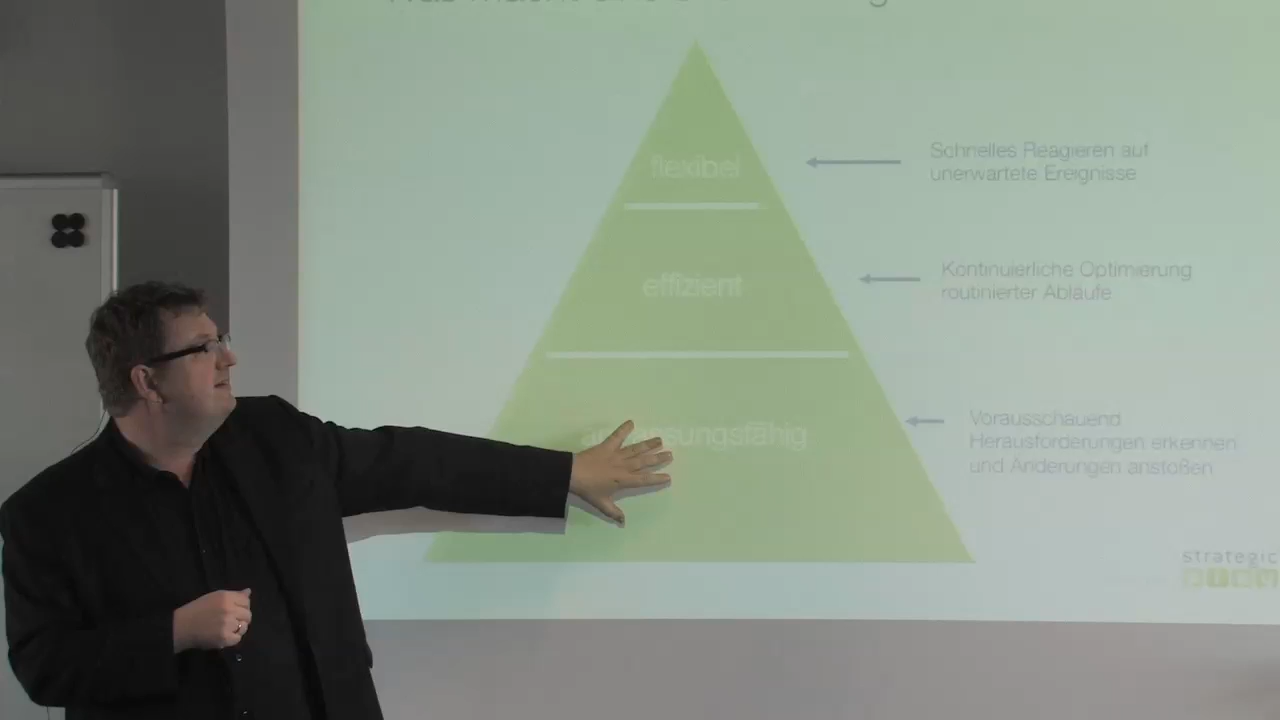 flexibel
Schnelles Reagieren auf
unerwartete Ereignisse
effizient
Kontinuierliche Optimierung
routinierter Abläufe
Vorausschauend
Herausforderungen erkennen
und Änderungen anstoßen
strategic